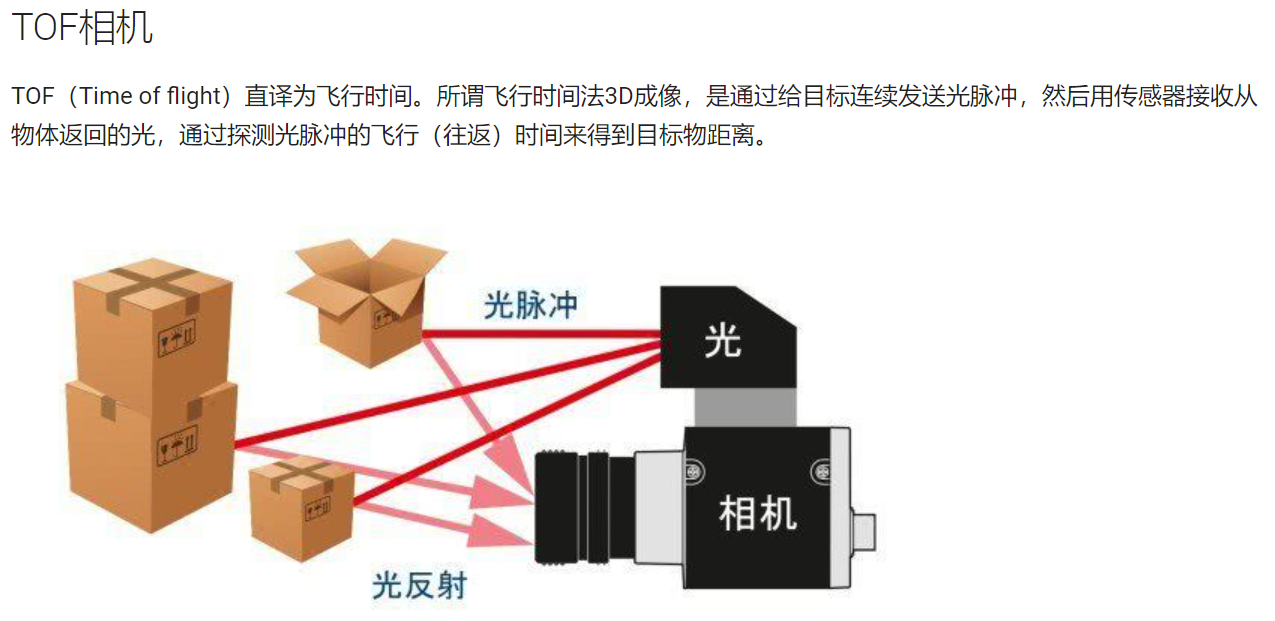 TOF相机
TOF（Time of flight）直译为飞行时间。所谓飞行时间法3D成像，是通过给目标连续发送光脉冲，然后用传感器接收从
物体返回的光，通过探测光脉冲的飞行（往返）时间来得到目标物距离。
光脉冲
光
相机
光反射